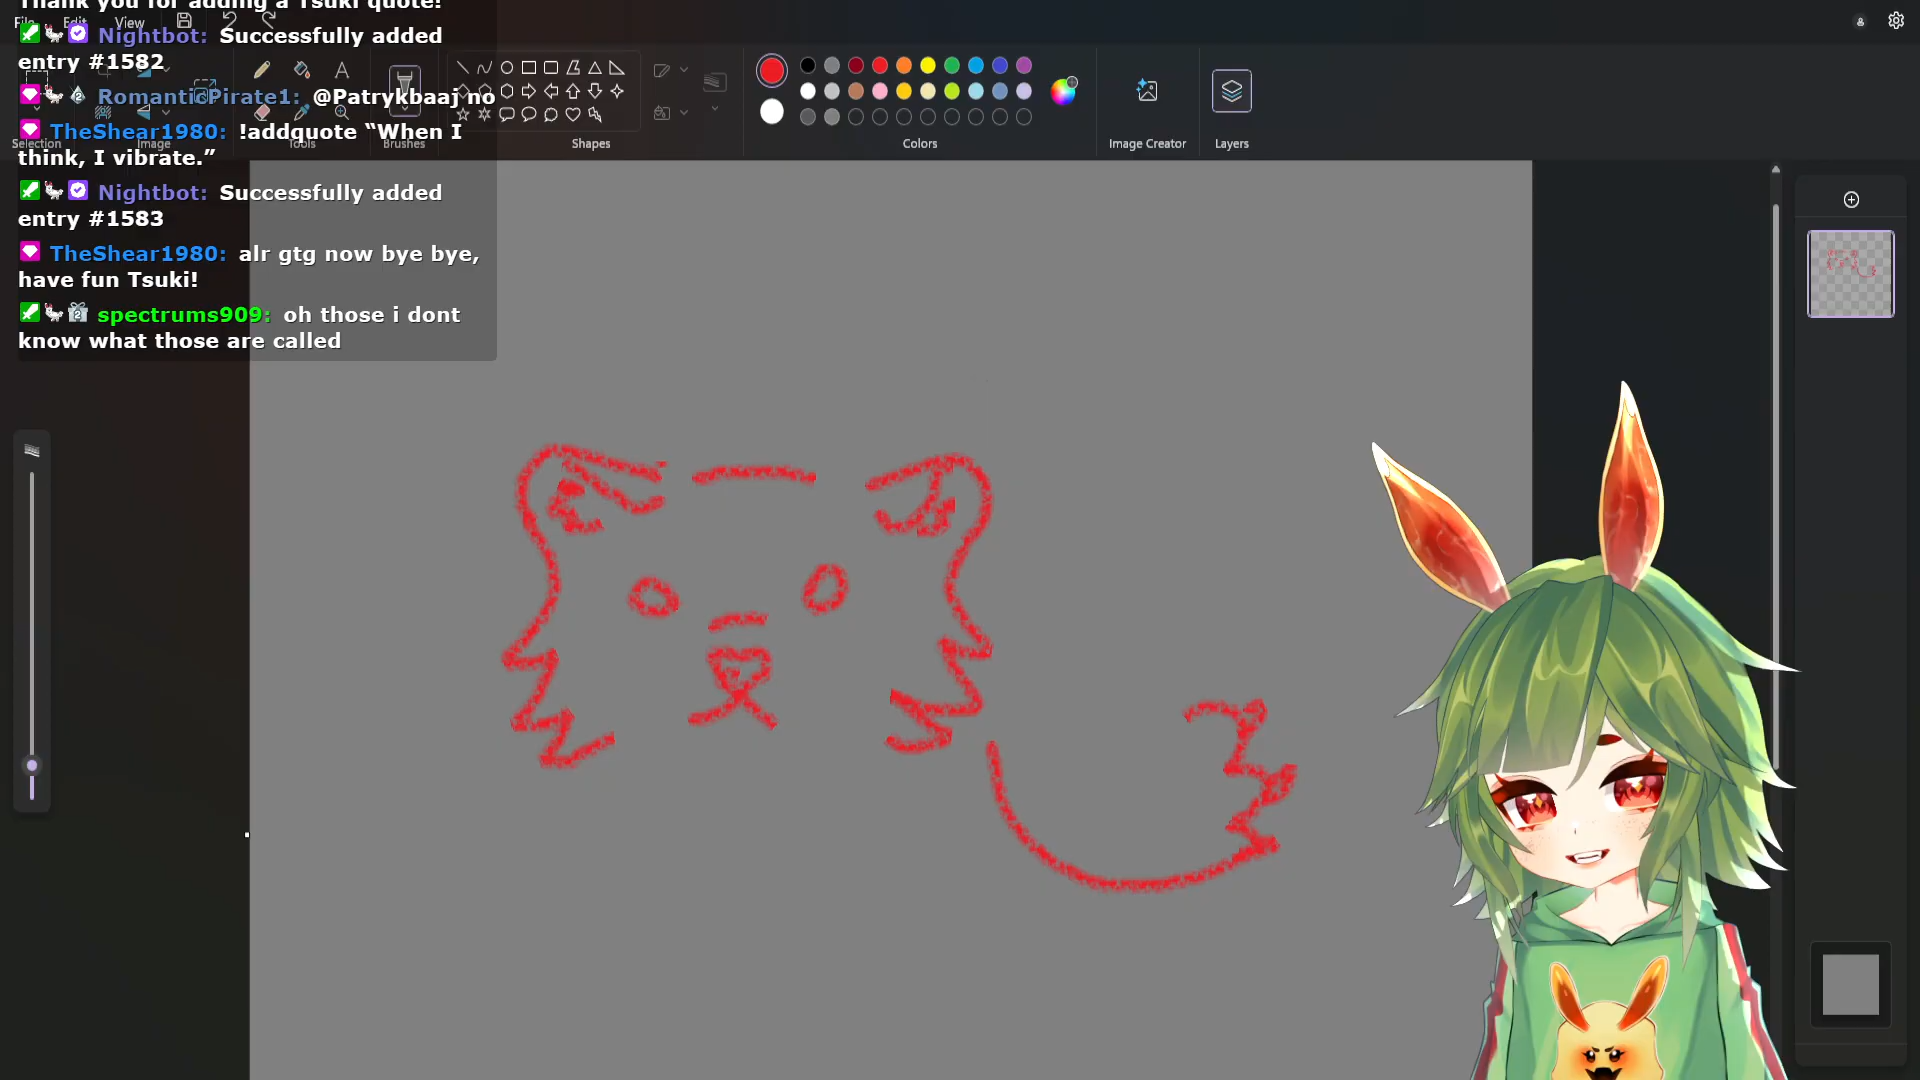 Thank you for adding a Tsuki quote!
File Edit View
Nightbot: Successfully added
entry #1582
RomanticPirate1: @Patrykbaaj no
TheShear1980: !addquote “When I
think, I vibrate.”
Selection Image Tools Brushes Shapes Colors Image Creator Layers
Nightbot: Successfully added
entry #1583
TheShear1980: alr gtg now bye bye,
have fun Tsuki!
spectrums909: oh those i dont
know what those are called